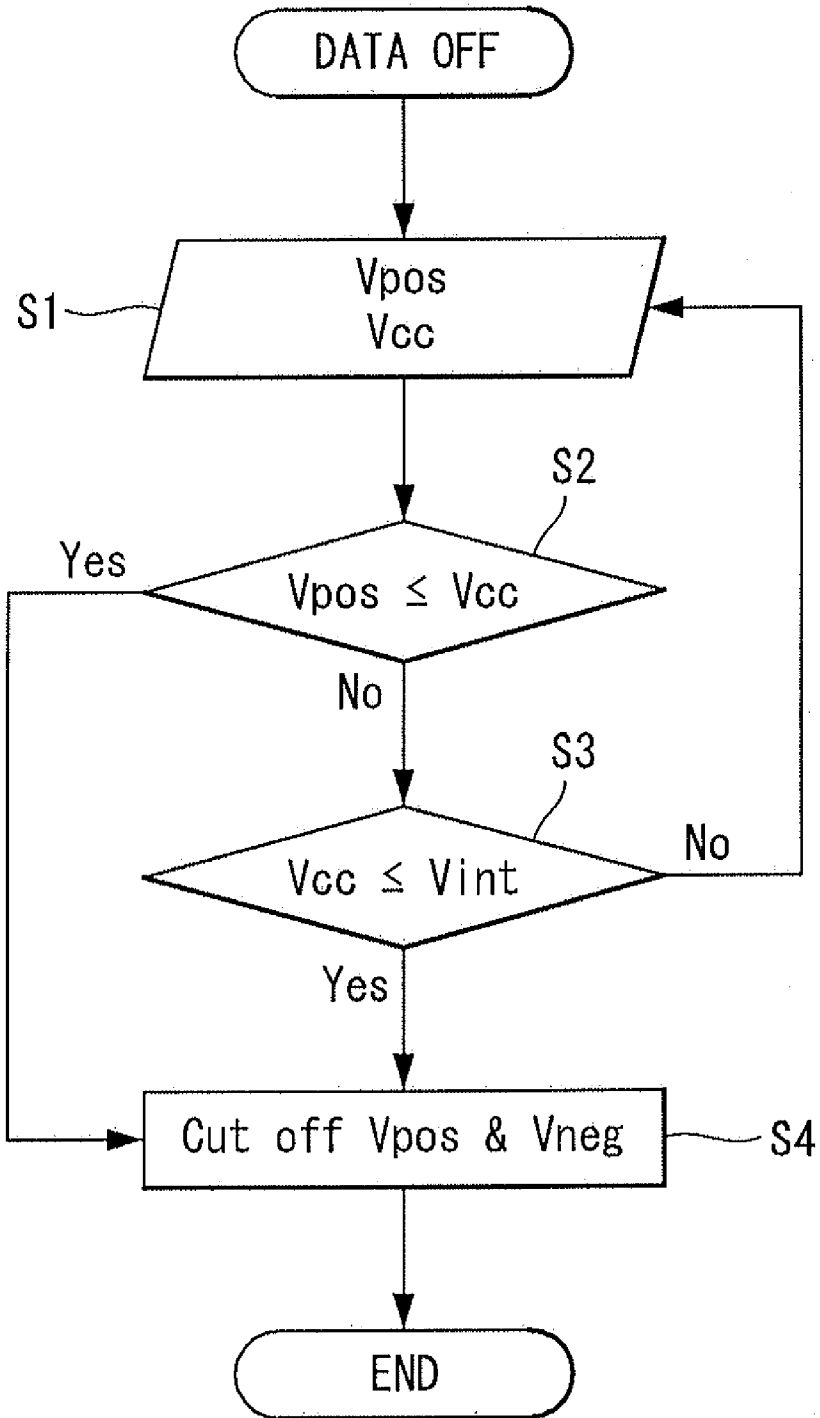 DATA OFF
Vpos
Vcc
S1
S2
Yes
Vpos ≤ Vcc
No
S3
Vcc ≤ Vint
No
Yes
Cut off Vpos & Vneg
S4
END